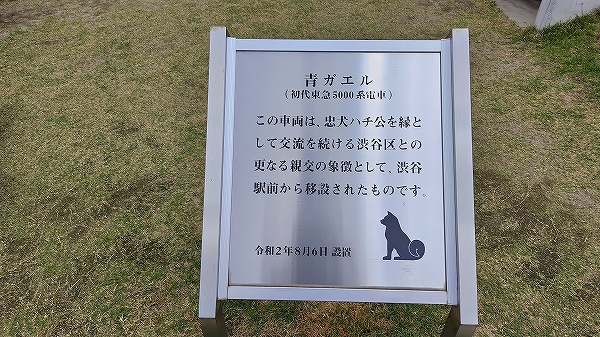 青ガエル
(初代東急5000系電車)
この車両は、忠犬ハチ公を縁と
して交流を続ける渋谷区との
更なる親交の象徴として、渋谷
駅前から移設されたものです。
令和2年8月6日 設置